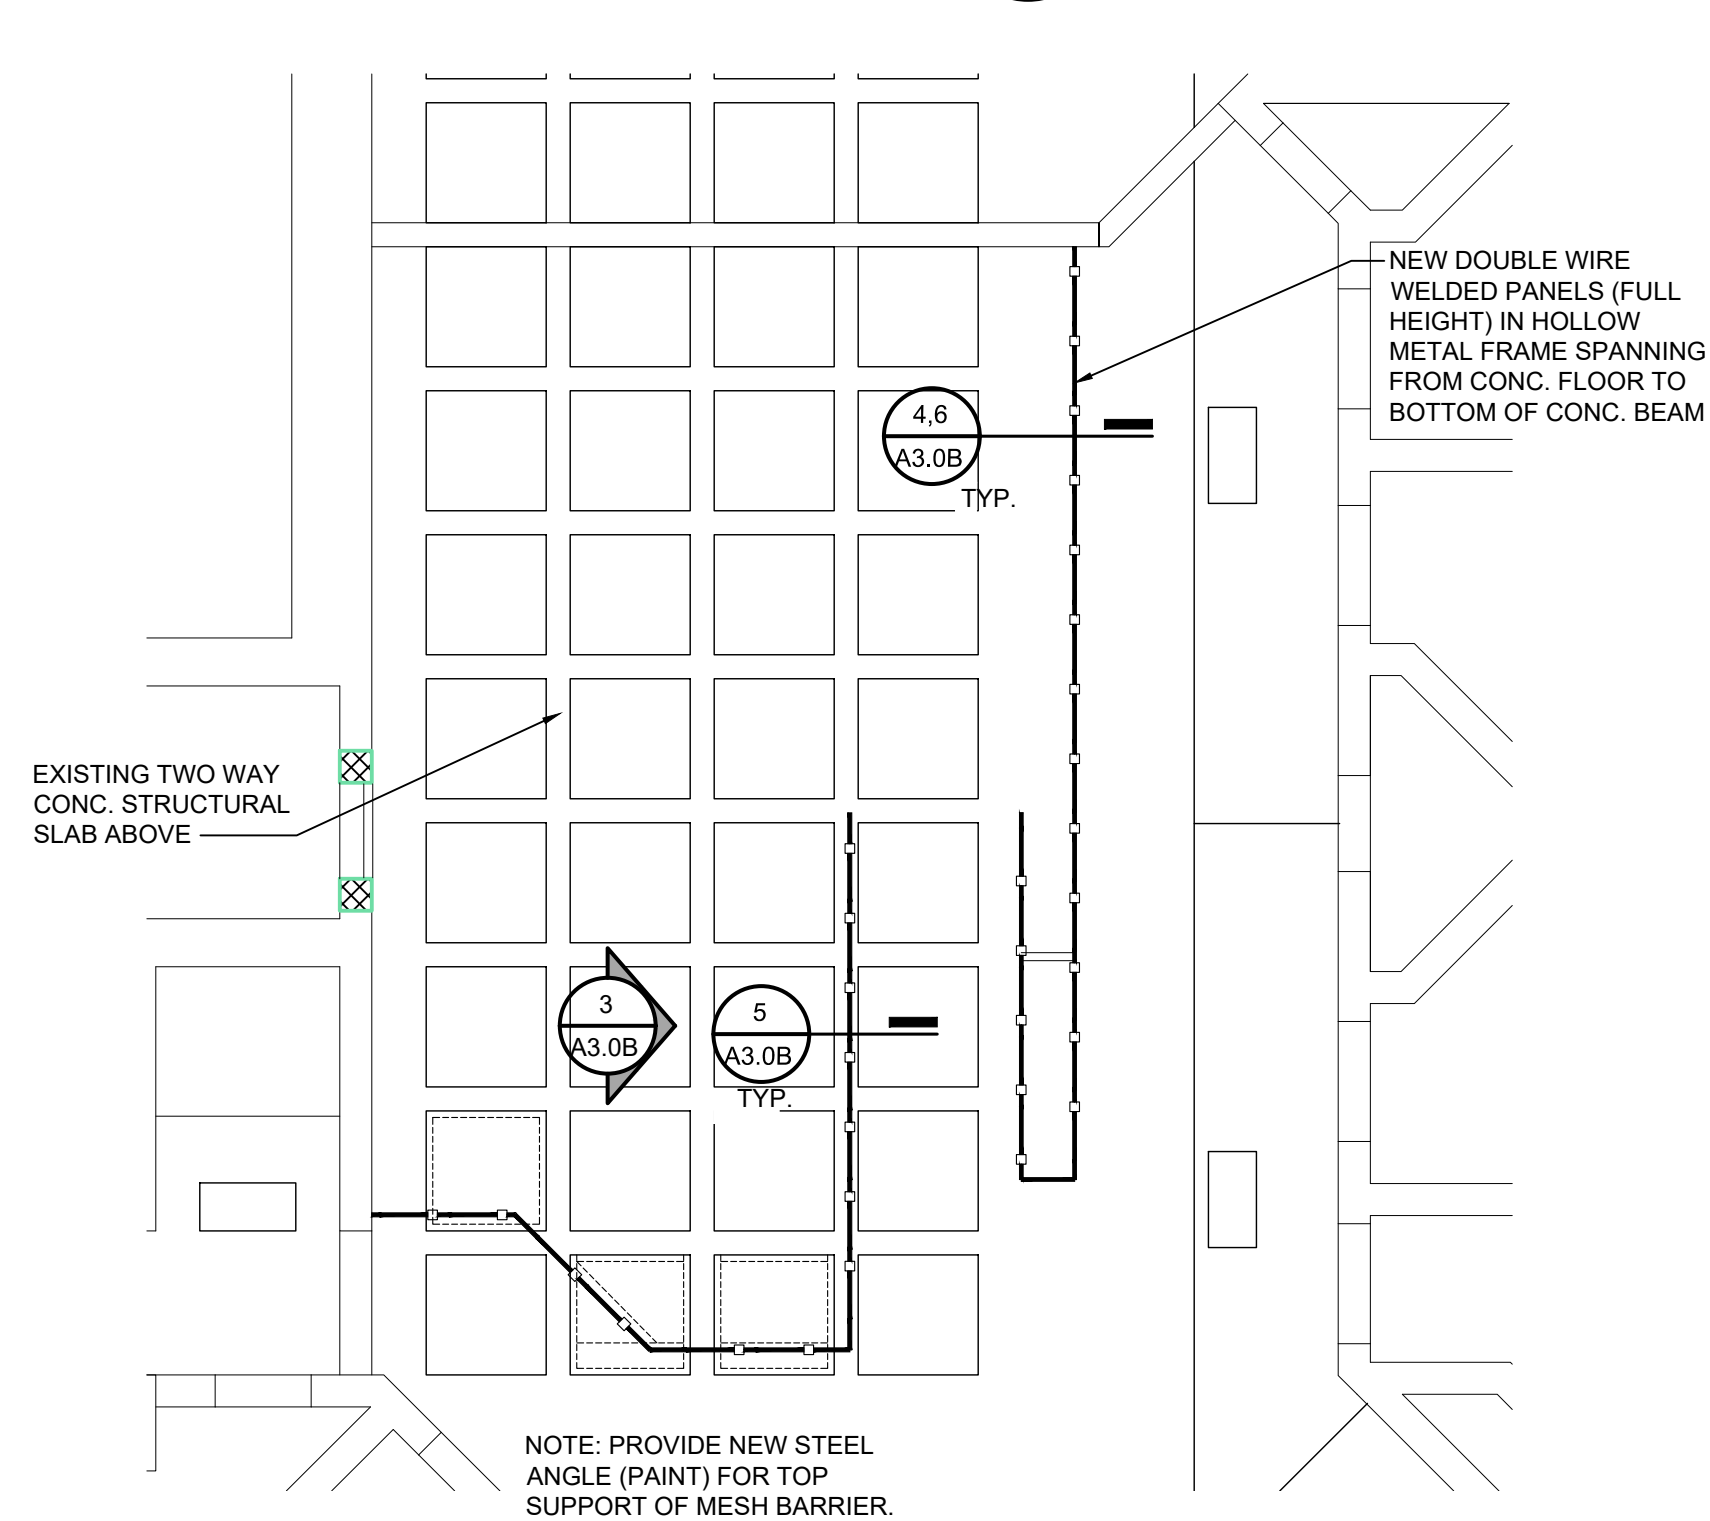 NEW DOUBLE WIRE
WELDED PANELS (FULL
HEIGHT) IN HOLLOW
METAL FRAME SPANNING
FROM CONC. FLOOR TO
BOTTOM OF CONC. BEAM
4,6
A3.0B
TYP.
EXISTING TWO WAY
CONC. STRUCTURAL
SLAB ABOVE
3
A3.0B
5
A3.0B
TYP.
NOTE: PROVIDE NEW STEEL
ANGLE (PAINT) FOR TOP
SUPPORT OF MESH BARRIER.